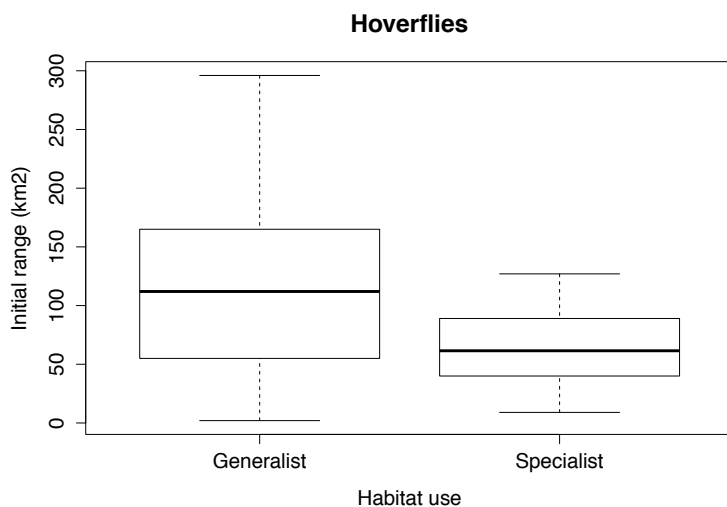 Hoverflies
Initial range (km2)
300
250
200
150
100
50
0
Generalist
Specialist
Habitat use